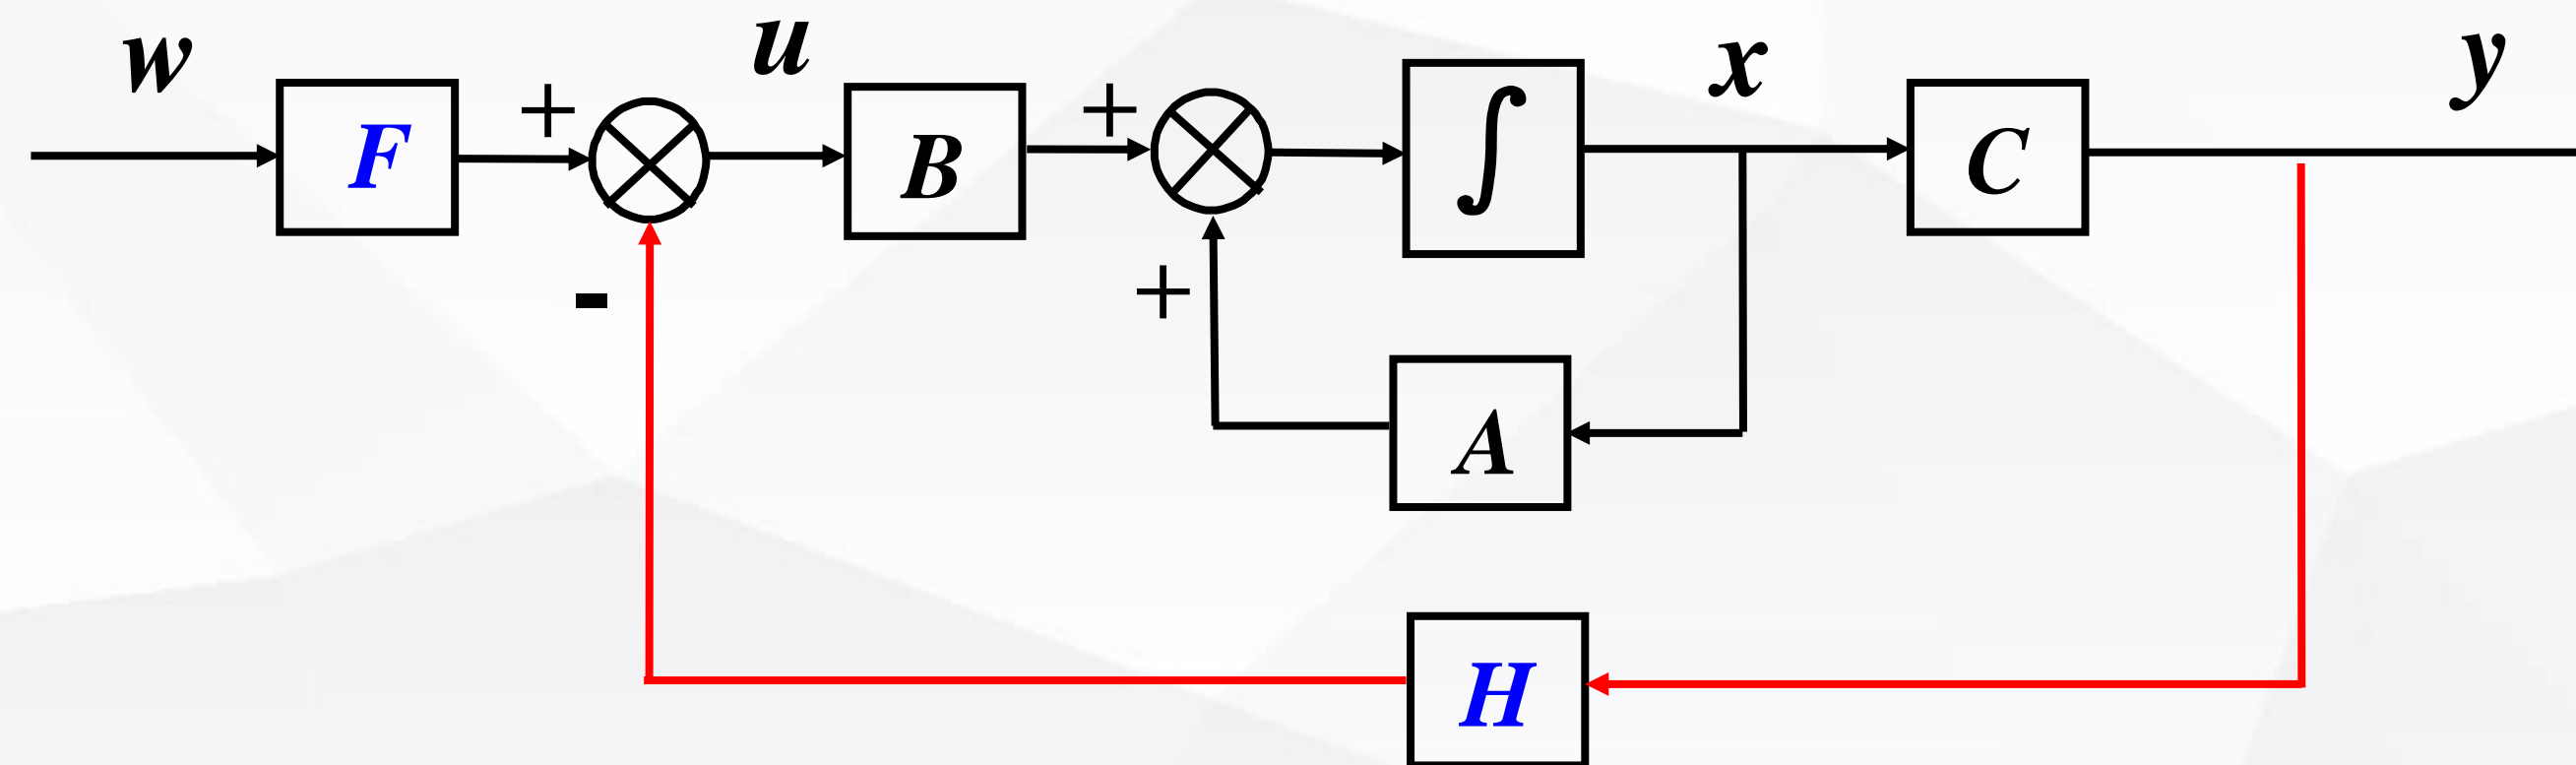 w
u
x
y
F
+
B
+
∫
C
-
+
A
H